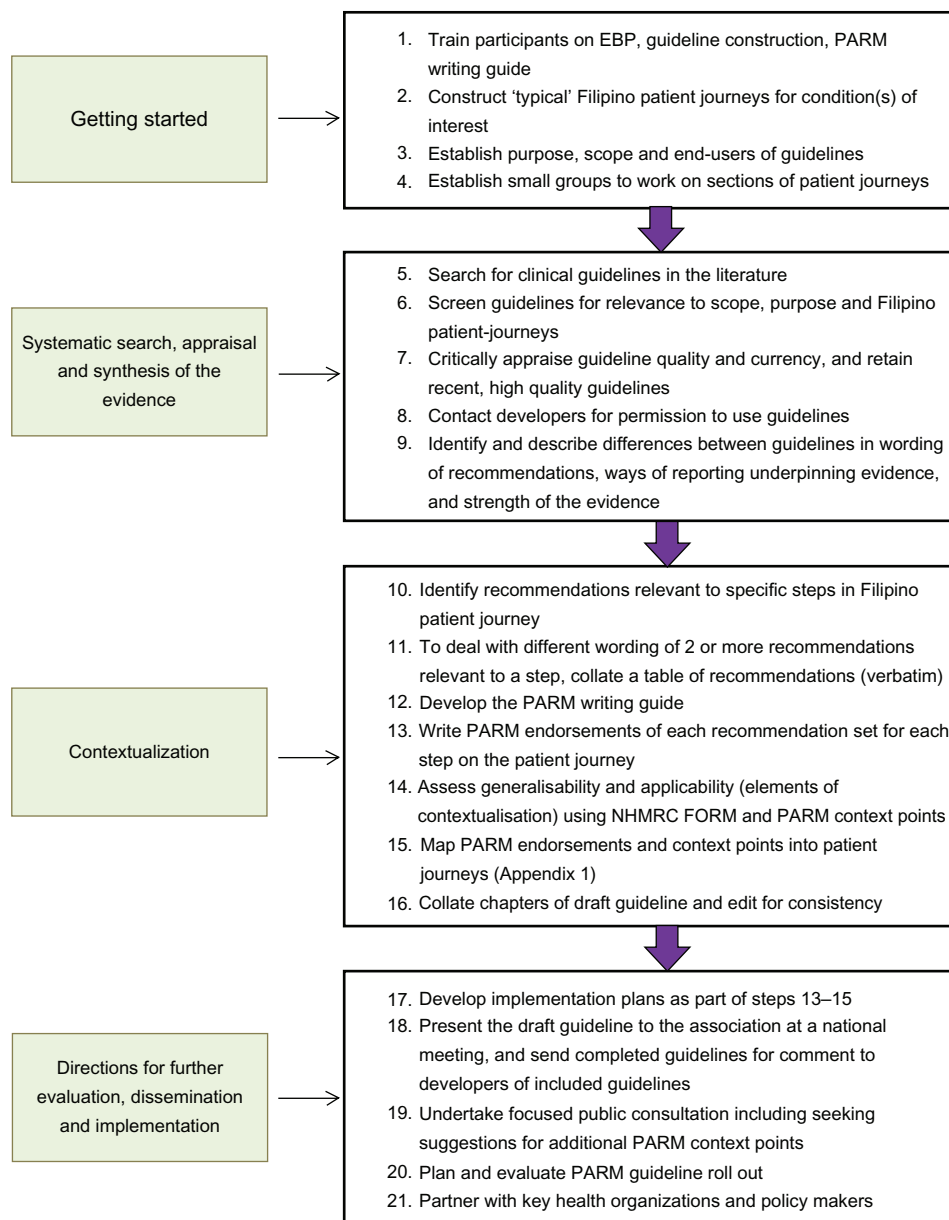 Getting started
1. Train participants on EBP, guideline construction, PARM
writing guide
2. Construct ‘typical’ Filipino patient journeys for condition(s) of
interest
3. Establish purpose, scope and end-users of guidelines
4. Establish small groups to work on sections of patient journeys
Systematic search, appraisal
and synthesis of the
evidence
5. Search for clinical guidelines in the literature
6. Screen guidelines for relevance to scope, purpose and Filipino
patient-journeys
7. Critically appraise guideline quality and currency, and retain
recent, high quality guidelines
8. Contact developers for permission to use guidelines
9. Identify and describe differences between guidelines in wording
of recommendations, ways of reporting underpinning evidence,
and strength of the evidence
Contextualization
10. Identify recommendations relevant to specific steps in Filipino
patient journey
11. To deal with different wording of 2 or more recommendations
relevant to a step, collate a table of recommendations (verbatim)
12. Develop the PARM writing guide
13. Write PARM endorsements of each recommendation set for each
step on the patient journey
14. Assess generalisability and applicability (elements of
contextualisation) using NHMRC FORM and PARM context points
15. Map PARM endorsements and context points into patient
journeys (Appendix 1)
16. Collate chapters of draft guideline and edit for consistency
Directions for further
evaluation, dissemination
and implementation
17. Develop implementation plans as part of steps 13–15
18. Present the draft guideline to the association at a national
meeting, and send completed guidelines for comment to
developers of included guidelines
19. Undertake focused public consultation including seeking
suggestions for additional PARM context points
20. Plan and evaluate PARM guideline roll out
21. Partner with key health organizations and policy makers